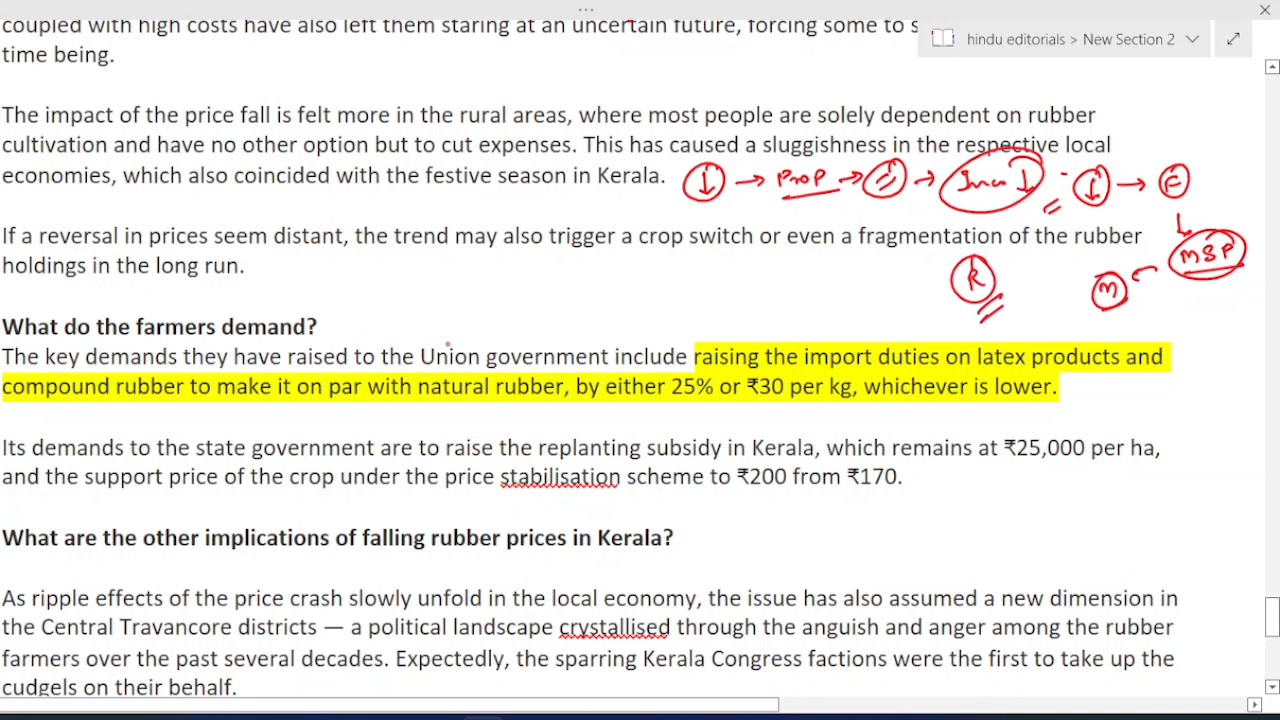 coupled with high costs have also left them staring at an uncertain future, forcing some to s
hindu editorials > New Section 2
time being.
The impact of the price fall is felt more in the rural areas, where most people are solely dependent on rubber
cultivation and have no other option but to cut expenses. This has caused a sluggishness in the respective local
economies, which also coincided with the festive season in Kerala.
↓ → Prop → → ↓ ↓ → F
If a reversal in prices seem distant, the trend may also trigger a crop switch or even a fragmentation of the rubber
MSP
holdings in the long run.
R
M
What do the farmers demand?
The key demands they have raised to the Union government include raising the import duties on latex products and
compound rubber to make it on par with natural rubber, by either 25% or ₹30 per kg, whichever is lower.
Its demands to the state government are to raise the replanting subsidy in Kerala, which remains at ₹25,000 per ha,
and the support price of the crop under the price stabilisation scheme to ₹200 from ₹170.
What are the other implications of falling rubber prices in Kerala?
As ripple effects of the price crash slowly unfold in the local economy, the issue has also assumed a new dimension in
the Central Travancore districts — a political landscape crystallised through the anguish and anger among the rubber
farmers over the past several decades. Expectedly, the sparring Kerala Congress factions were the first to take up the
cudgels on their behalf.